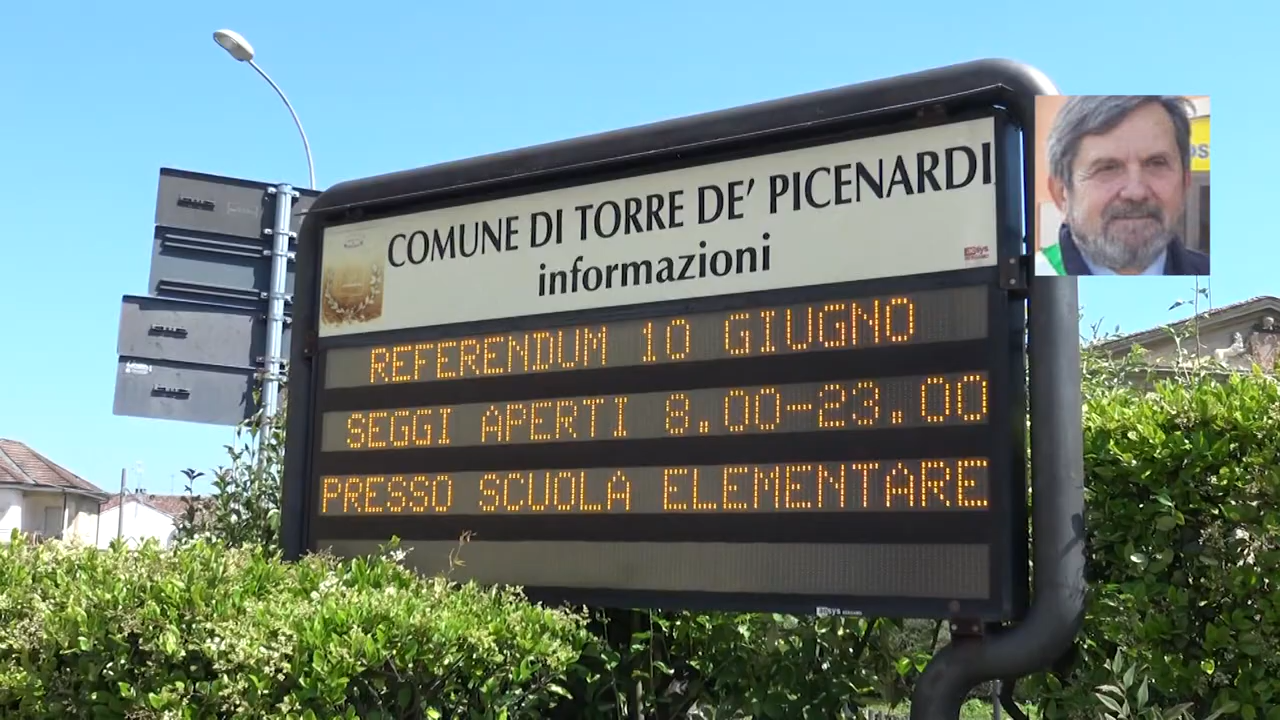 COMUNE DI TORRE DE' PICENARDI
informazioni
REFERENDUM 10 GIUGNO
SEGGI APERTI 8.00-23.00
PRESSO SCUOLA ELEMENTARE